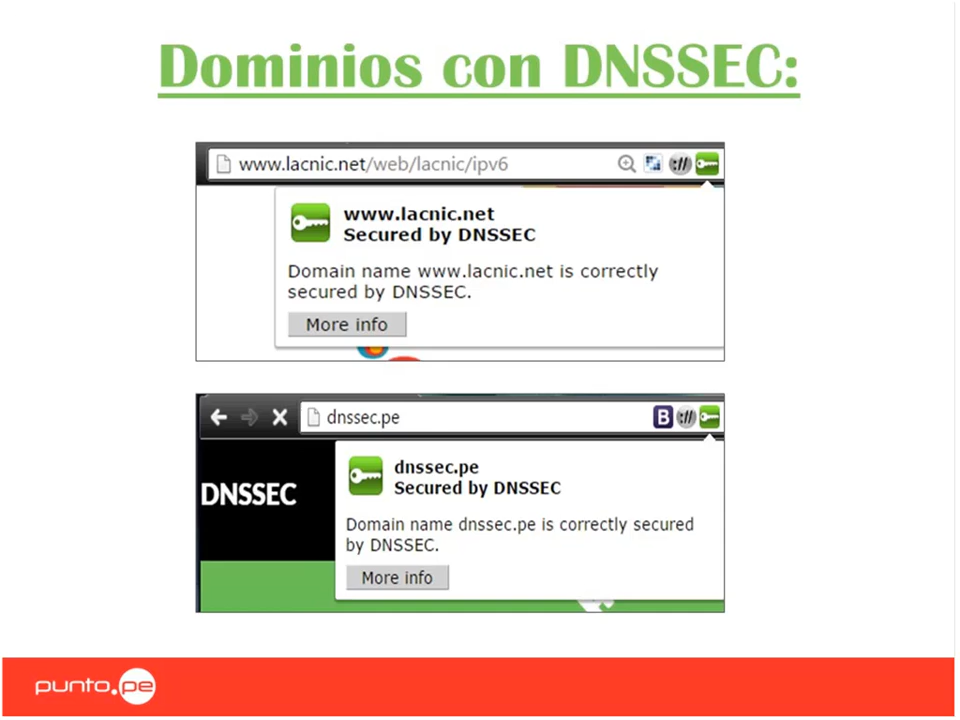 Dominios con DNSSEC:
www.lacnic.net/web/lacnic/ipv6
www.lacnic.net
Secured by DNSSEC
Domain name www.lacnic.net is correctly
secured by DNSSEC.
More info
dnssec.pe
B
DNSSEC
dnssec.pe
Secured by DNSSEC
Domain name dnssec.pe is correctly secured
by DNSSEC.
More info
punto.pe